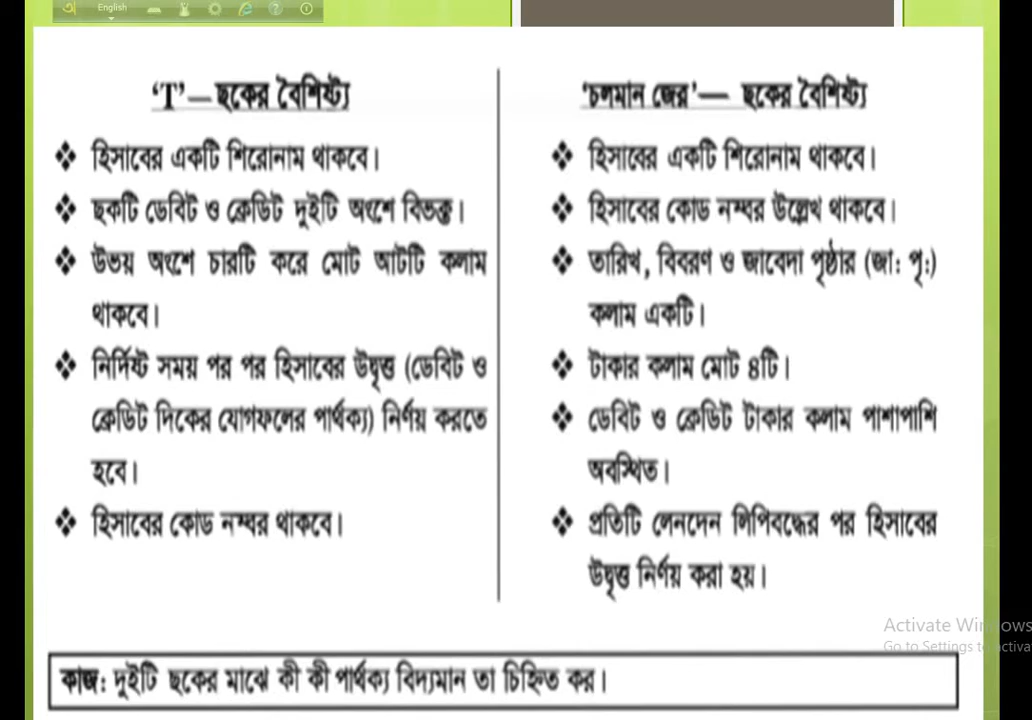 English
'T'—ছকের বৈশিষ্ট্য
❖ হিসাবের একটি শিরোনাম থাকবে।
❖ ছকটি ডেবিট ও ক্রেডিট দুইটি অংশে বিভক্ত।
❖ উভয় অংশে চারটি করে মোট আটটি কলাম
থাকবে।
❖ নির্দিষ্ট সময় পর পর হিসাবের উদ্বৃত্ত (ডেবিট ও
ক্রেডিট দিকের যোগফলের পার্থক্য) নির্ণয় করতে
হবে।
❖ হিসাবের কোড নম্বর থাকবে।
'চলমান জের'— ছকের বৈশিষ্ট্য
❖ হিসাবের একটি শিরোনাম থাকবে।
❖ হিসাবের কোড নম্বর উল্লেখ থাকবে।
❖ তারিখ, বিবরণ ও জাবেদা পৃষ্ঠার (জা: পৃ:)
কলাম একটি।
❖ টাকার কলাম মোট ৪টি।
❖ ডেবিট ও ক্রেডিট টাকার কলাম পাশাপাশি
অবস্থিত।
❖ প্রতিটি লেনদেন লিপিবদ্ধের পর হিসাবের
উদ্বৃত্ত নির্ণয় করা হয়।
Activate Windows
Go to Settings to activa
কাজ: দুইটি ছকের মাঝে কী কী পার্থক্য বিদ্যমান তা চিহ্নিত কর।